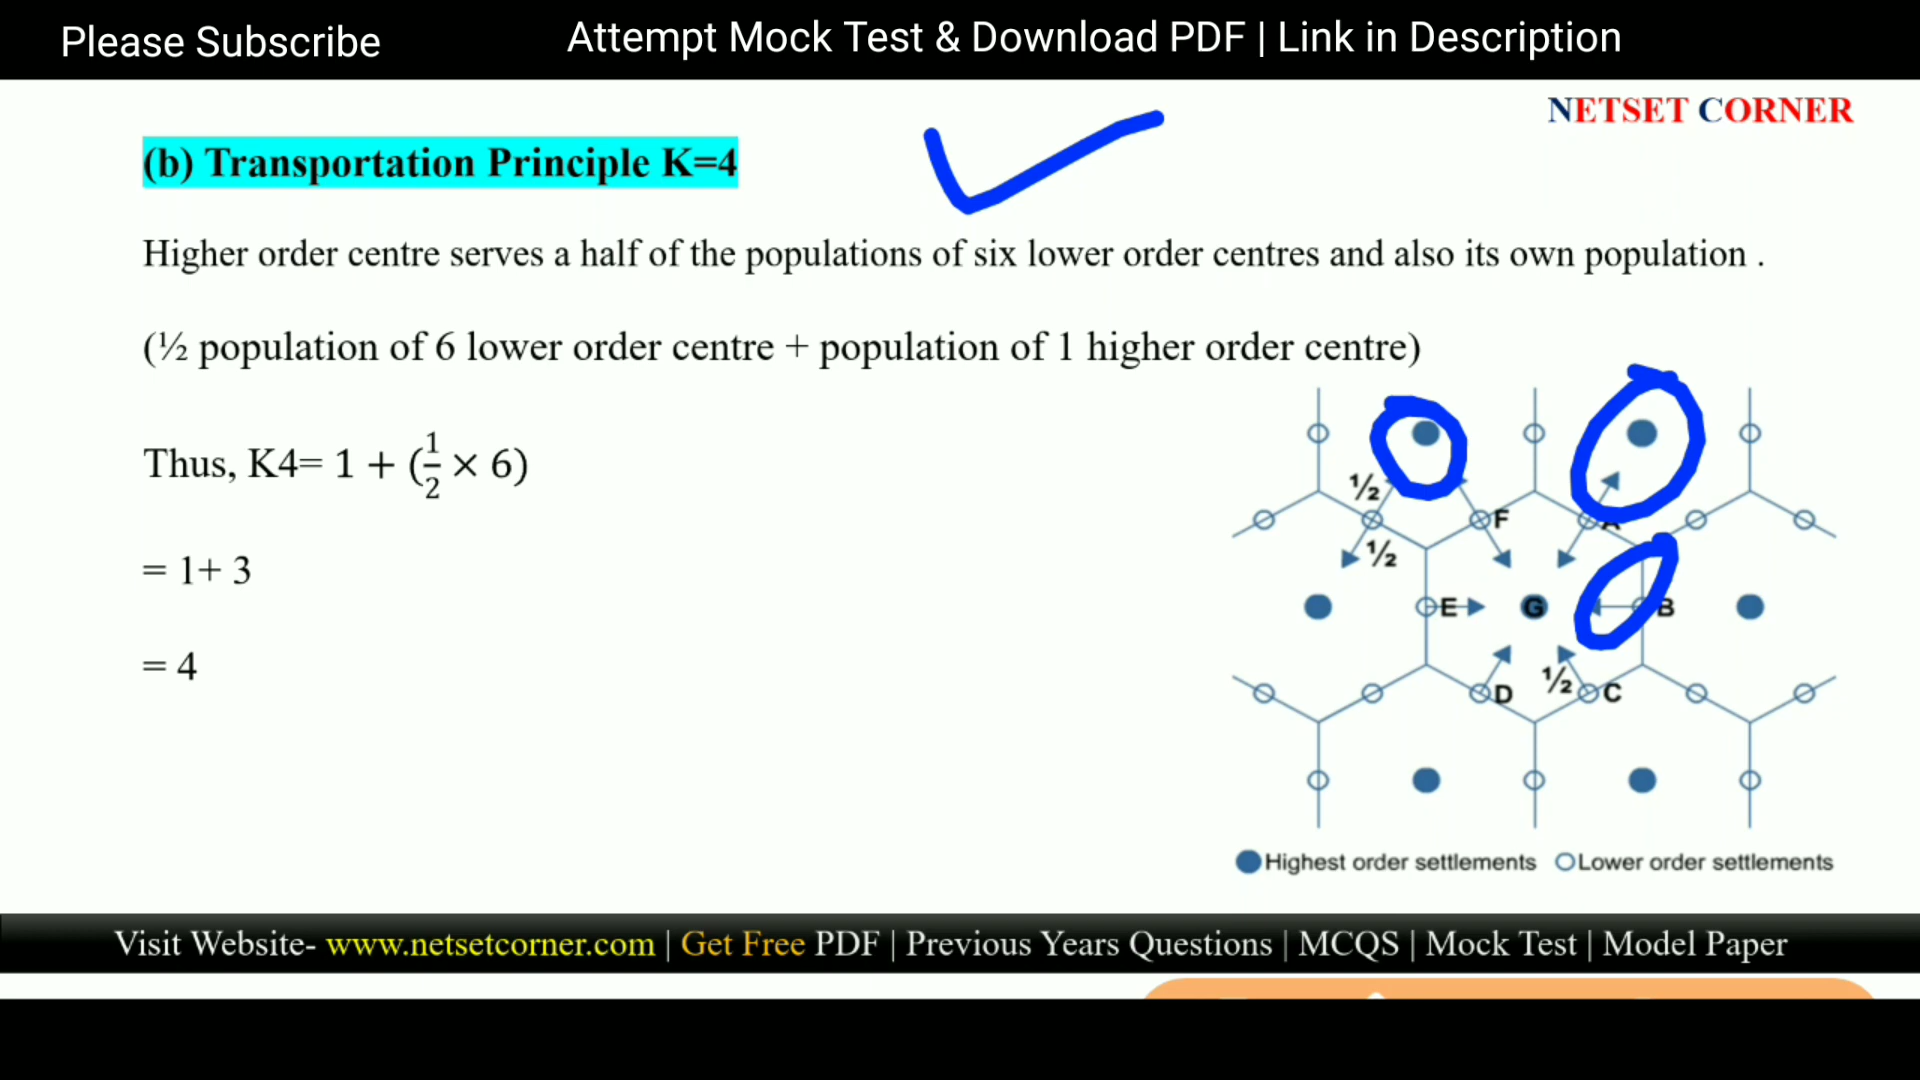 Please Subscribe
Attempt Mock Test & Download PDF | Link in Description
NETSET CORNER
(b) Transportation Principle K=4
Higher order centre serves a half of the populations of six lower order centres and also its own population .
(½ population of 6 lower order centre + population of 1 higher order centre)
Thus, K4= 1 + (1/2 × 6)
= 1+ 3
= 4
½
F
A
½
E
G
B
½
D
C
Highest order settlements
Lower order settlements
Visit Website- www.netsetcorner.com | Get Free PDF | Previous Years Questions | MCQS | Mock Test | Model Paper